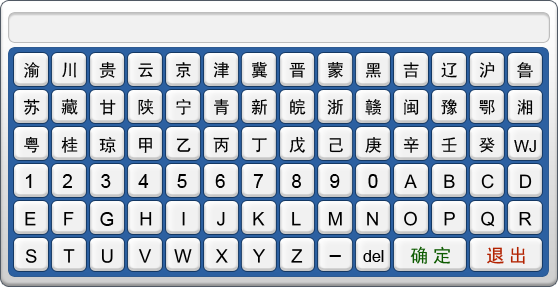 渝 川 贵 云 京 津 冀 晋 蒙 黑 吉 辽 沪 鲁
苏 藏 甘 陕 宁 青 新 皖 浙 赣 闽 豫 鄂 湘
粤 桂 琼 甲 乙 丙 丁 戊 己 庚 辛 壬 癸 WJ
1 2 3 4 5 6 7 8 9 0 A B C D
E F G H I J K L M N O P Q R
S T U V W X Y Z － del 确定 退出